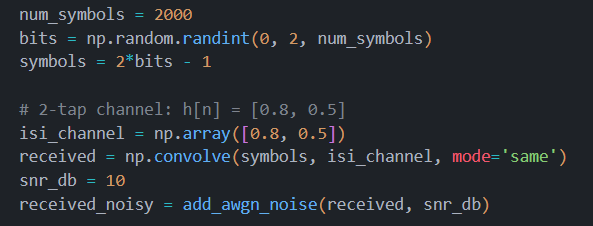 num_symbols = 2000
bits = np.random.randint(0, 2, num_symbols)
symbols = 2*bits - 1
# 2-tap channel: h[n] = [0.8, 0.5]
isi_channel = np.array([0.8, 0.5])
received = np.convolve(symbols, isi_channel, mode='same')
snr_db = 10
received_noisy = add_awgn_noise(received, snr_db)